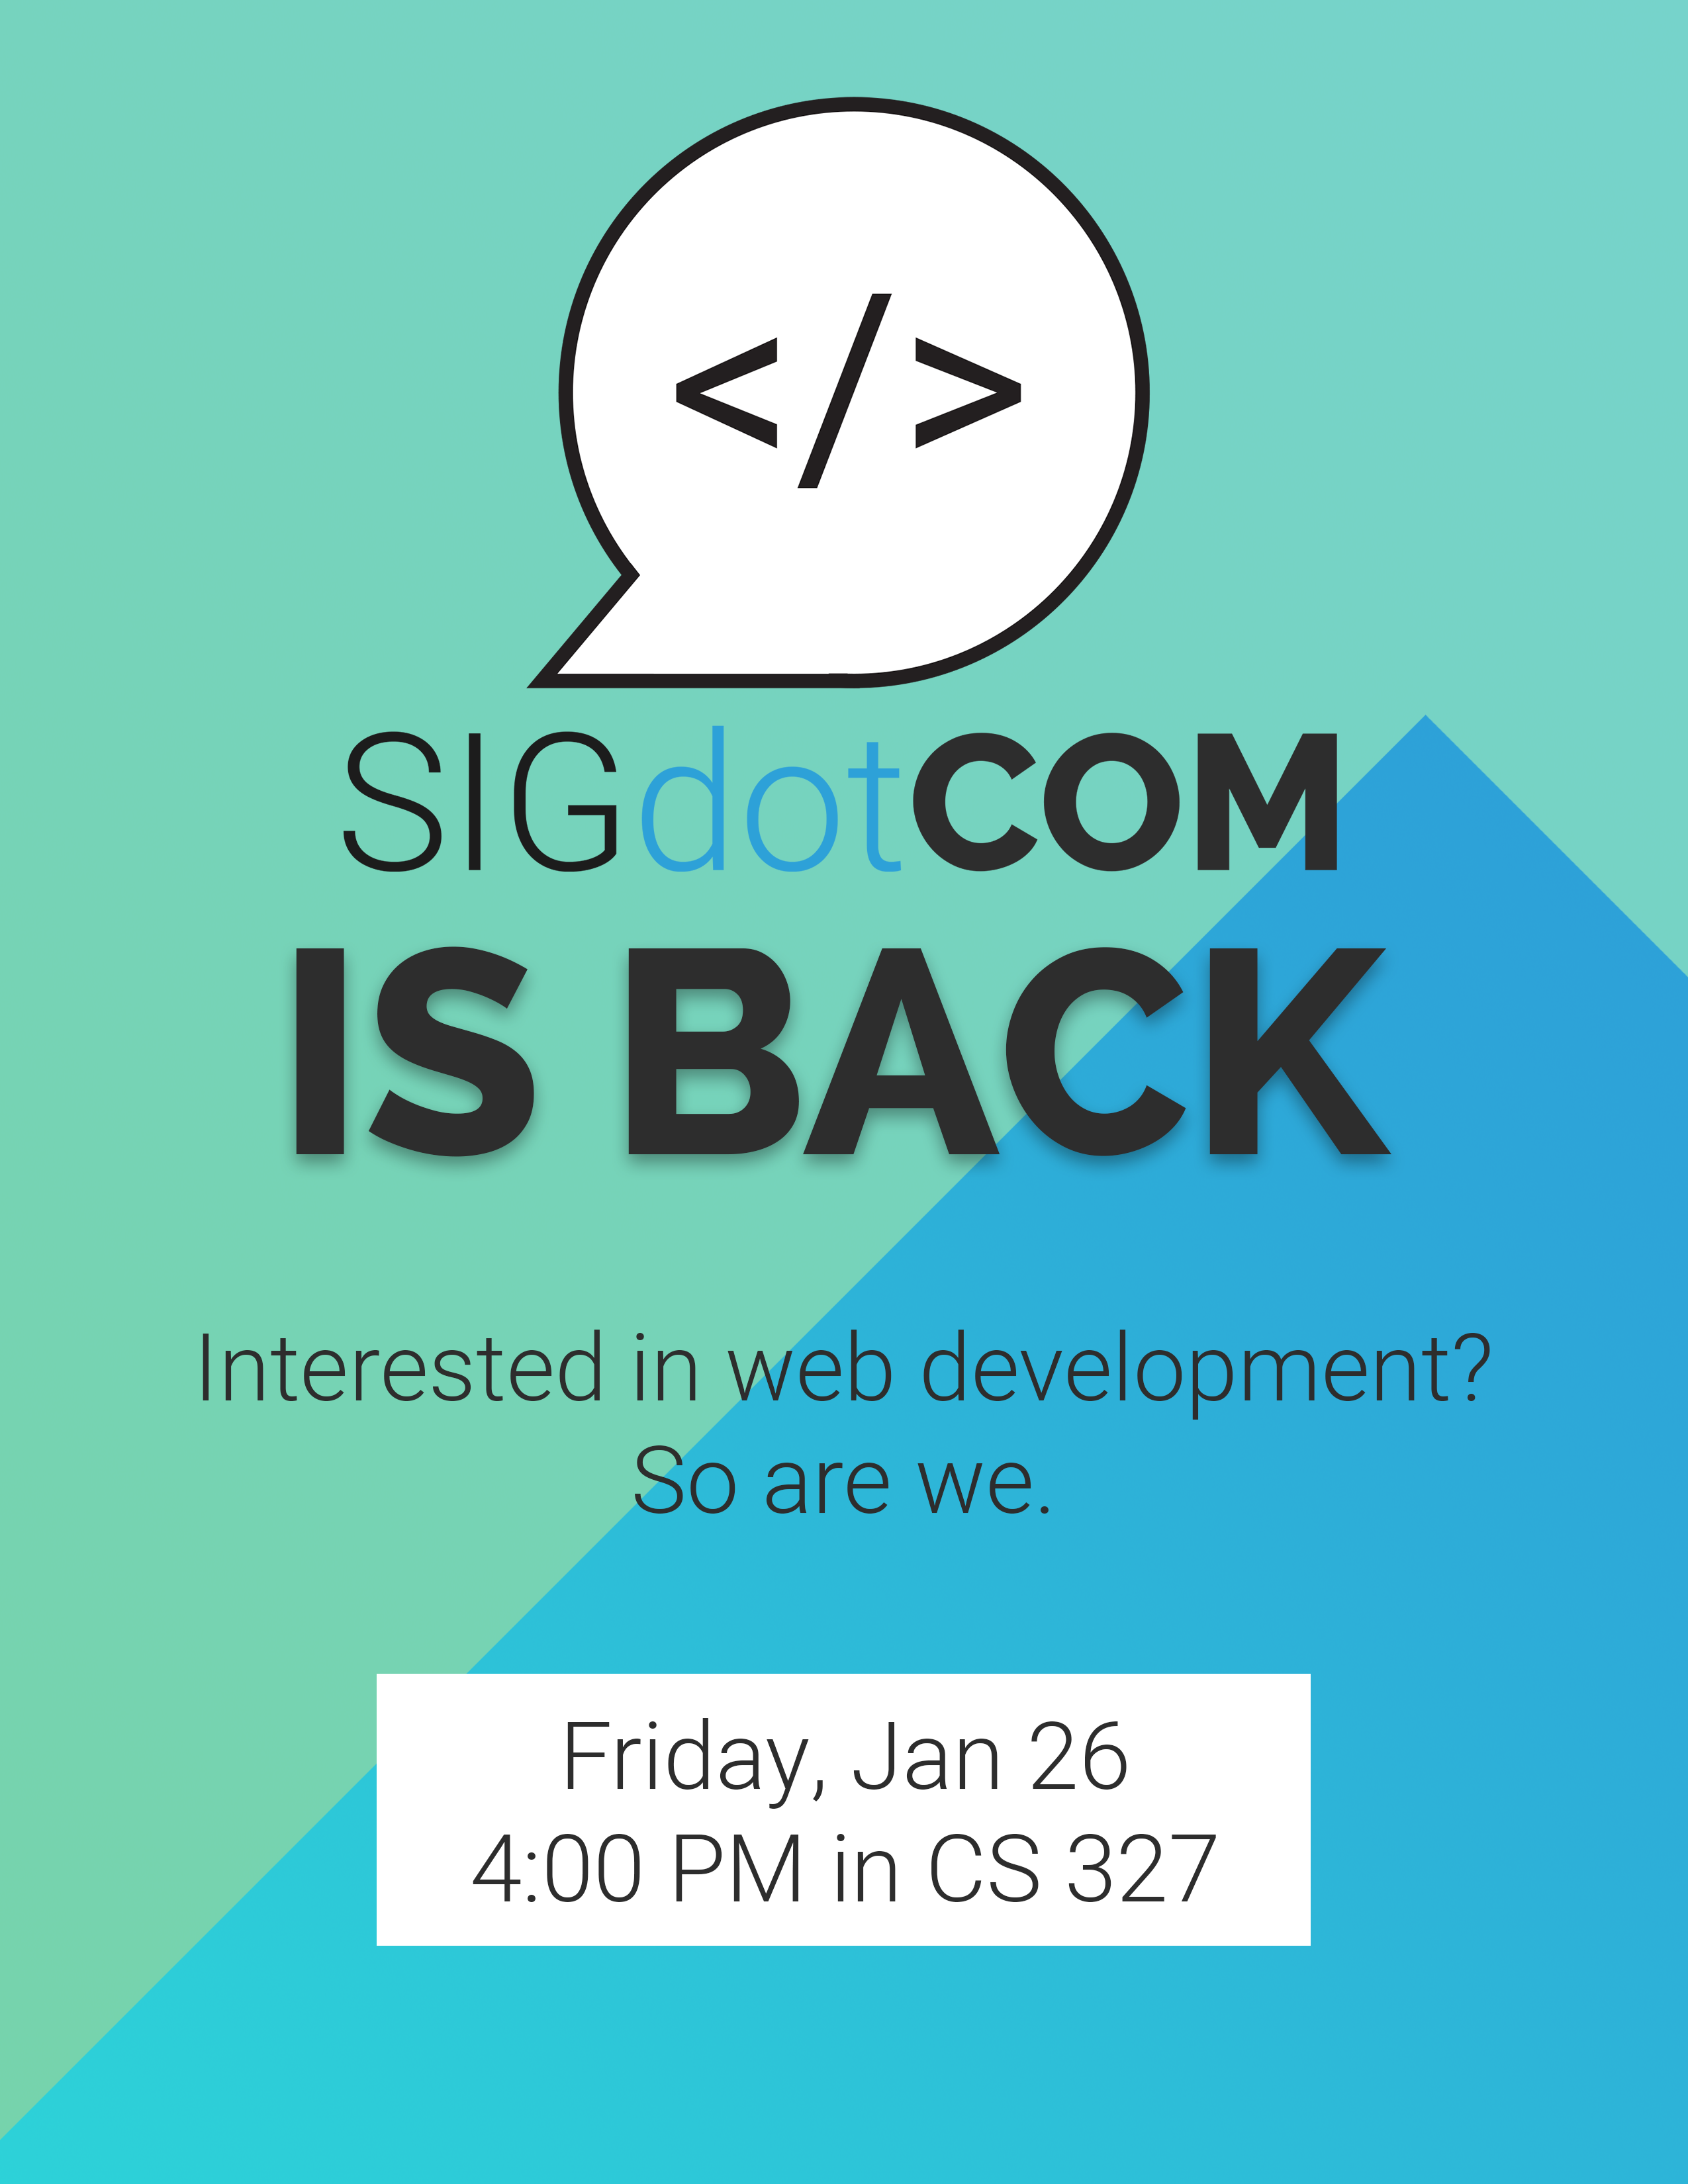 </>
SIGdotCOM
IS BACK
Interested in web development?
So are we.
Friday, Jan 26
4:00 PM in CS 327